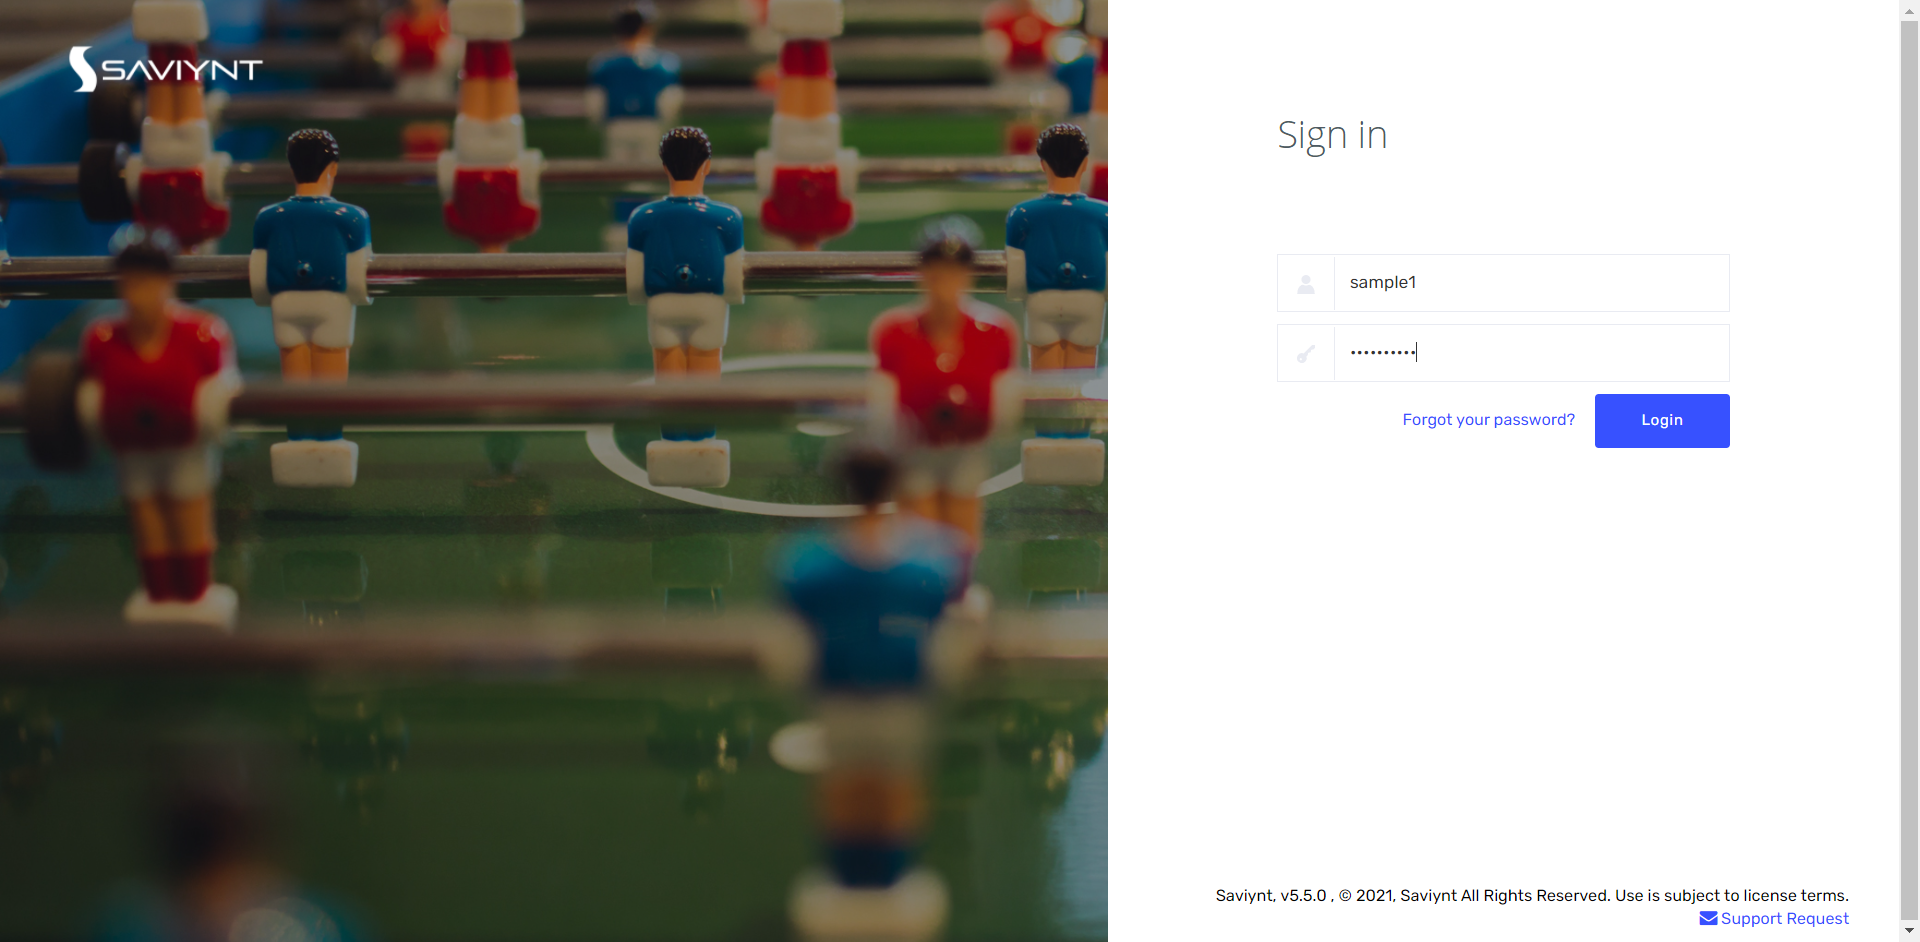 SAVIYNT
Sign in
sample1
••••••••••
Forgot your password?
Login
Saviynt, v5.5.0 , © 2021, Saviynt All Rights Reserved. Use is subject to license terms.
Support Request